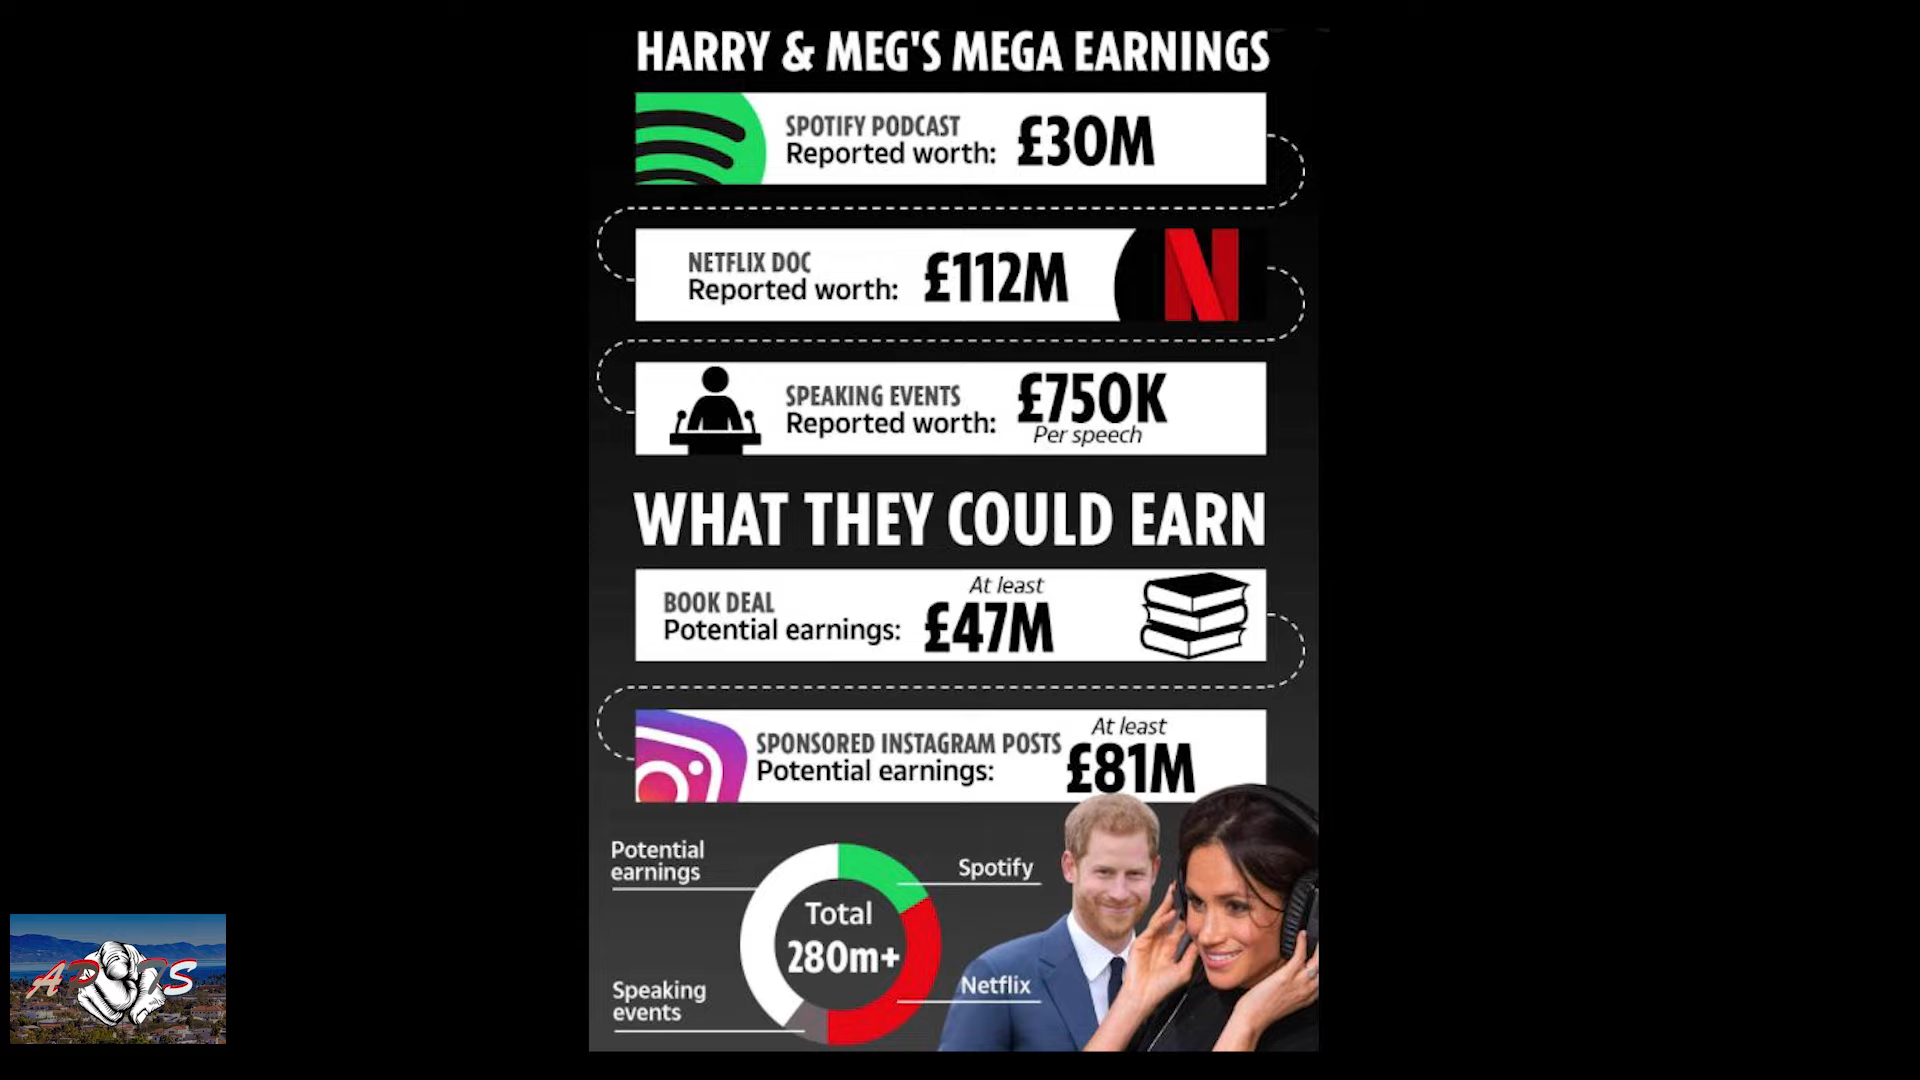 HARRY & MEG'S MEGA EARNINGS
SPOTIFY PODCAST
Reported worth: £30M
NETFLIX DOC
Reported worth: £112M
SPEAKING EVENTS
Reported worth: £750K
Per speech
WHAT THEY COULD EARN
BOOK DEAL
Potential earnings: At least
£47M
SPONSORED INSTAGRAM POSTS
Potential earnings: At least
£81M
Potential
earnings
Spotify
Total
280m+
Netflix
Speaking
events